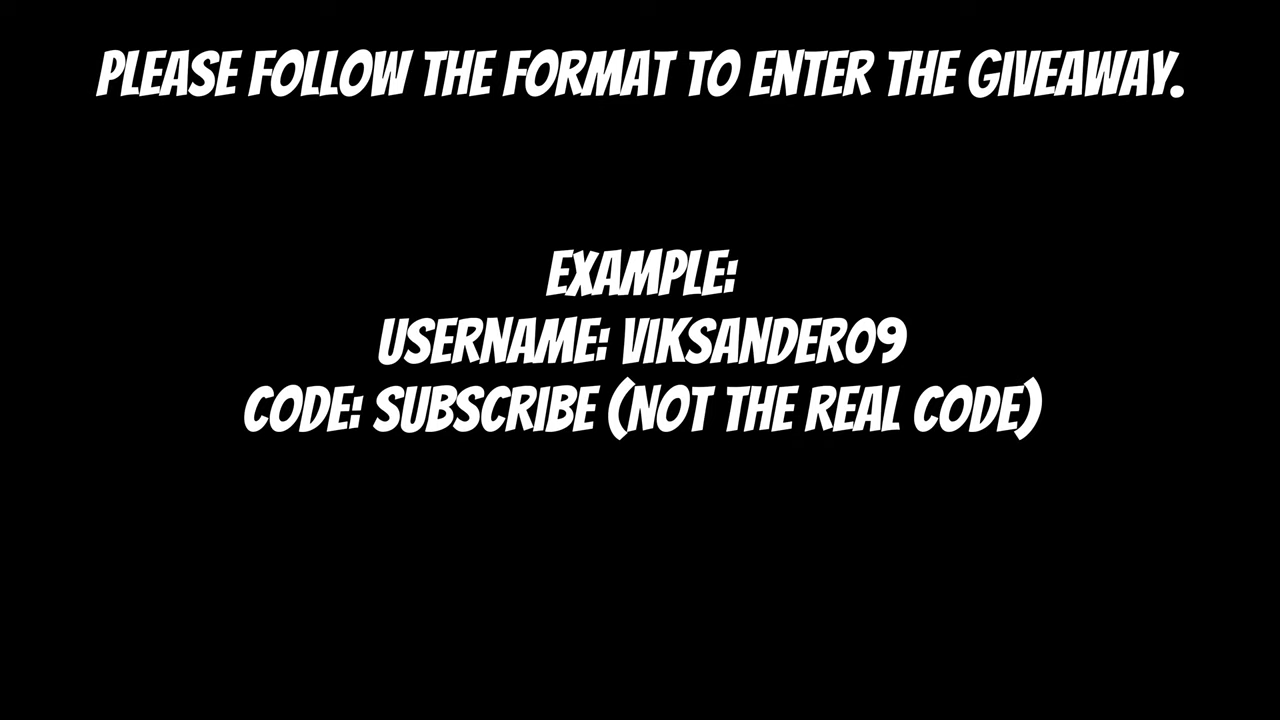 PLEASE FOLLOW THE FORMAT TO ENTER THE GIVEAWAY.
EXAMPLE:
USERNAME: VIKSANDER09
CODE: SUBSCRIBE (NOT THE REAL CODE)